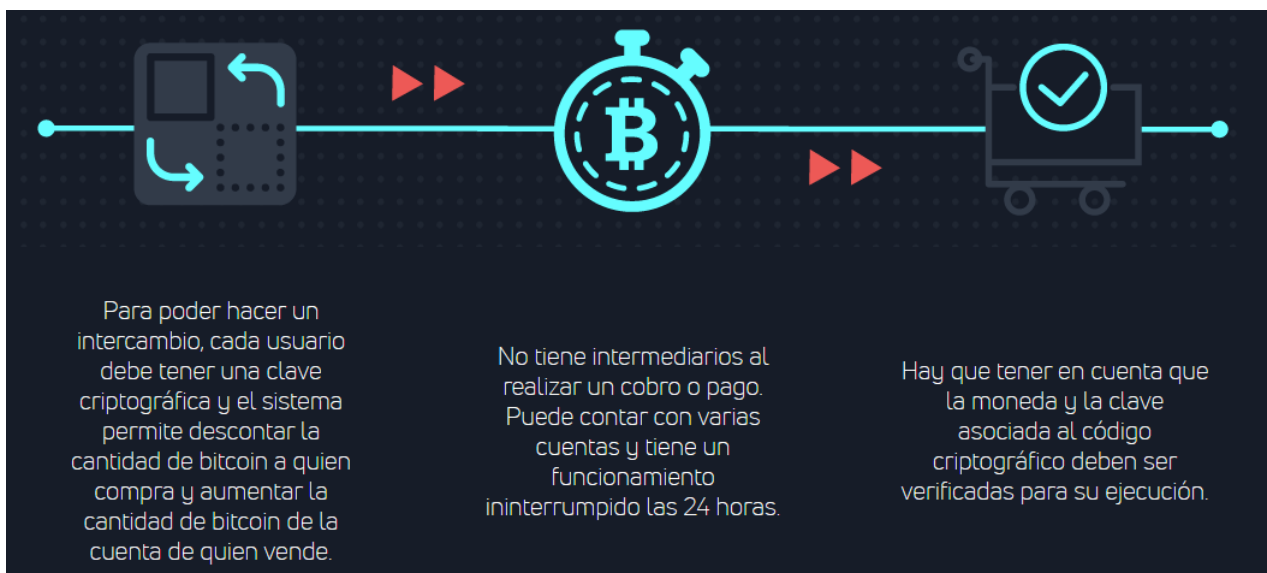 Para poder hacer un
intercambio, cada usuario
debe tener una clave
criptográfica y el sistema
permite descontar la
cantidad de bitcoin a quien
compra y aumentar la
cantidad de bitcoin de la
cuenta de quien vende.
No tiene intermediarios al
realizar un cobro o pago.
Puede contar con varias
cuentas y tiene un
funcionamiento
ininterrumpido las 24 horas.
Hay que tener en cuenta que
la moneda y la clave
asociada al código
criptográfico deben ser
verificadas para su ejecución.